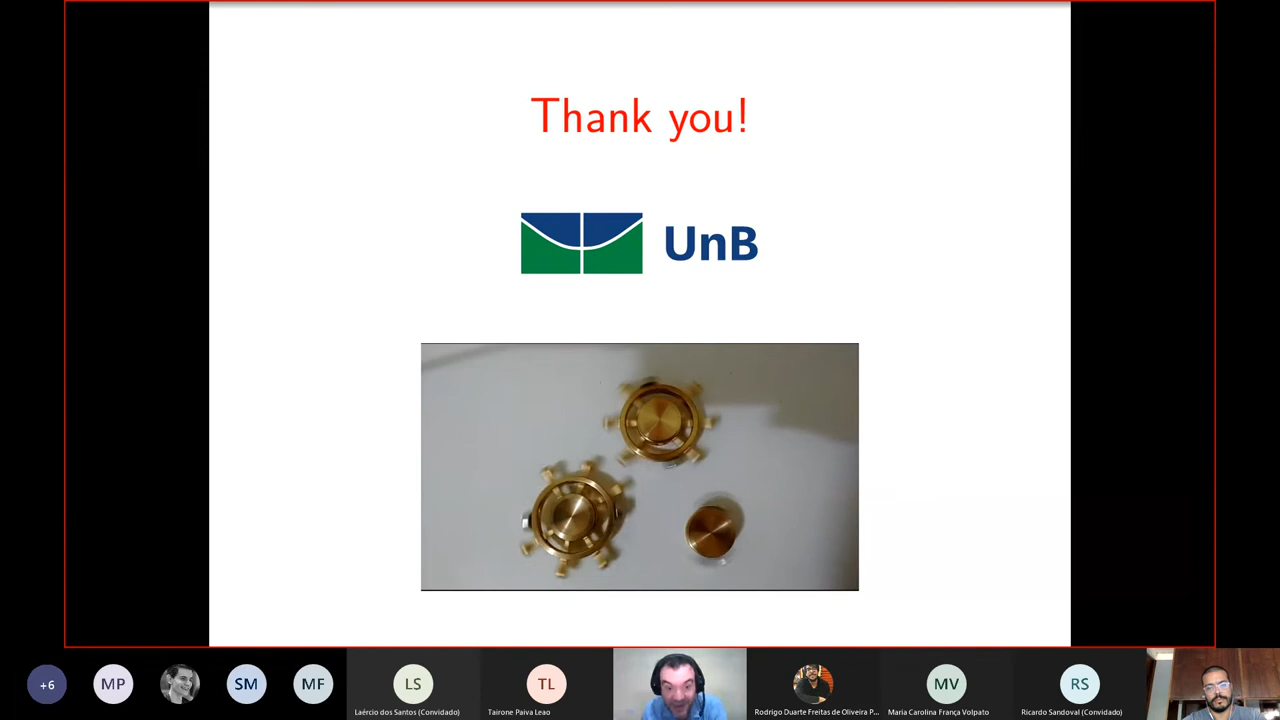 Thank you!
UnB
+6
MP
SM
MF
LS
Laércio dos Santos (Convidado)
TL
Tairone Paiva Leao
Rodrigo Duarte Freitas de Oliveira P...
MV
Maria Carolina França Volpato
RS
Ricardo Sandoval (Convidado)